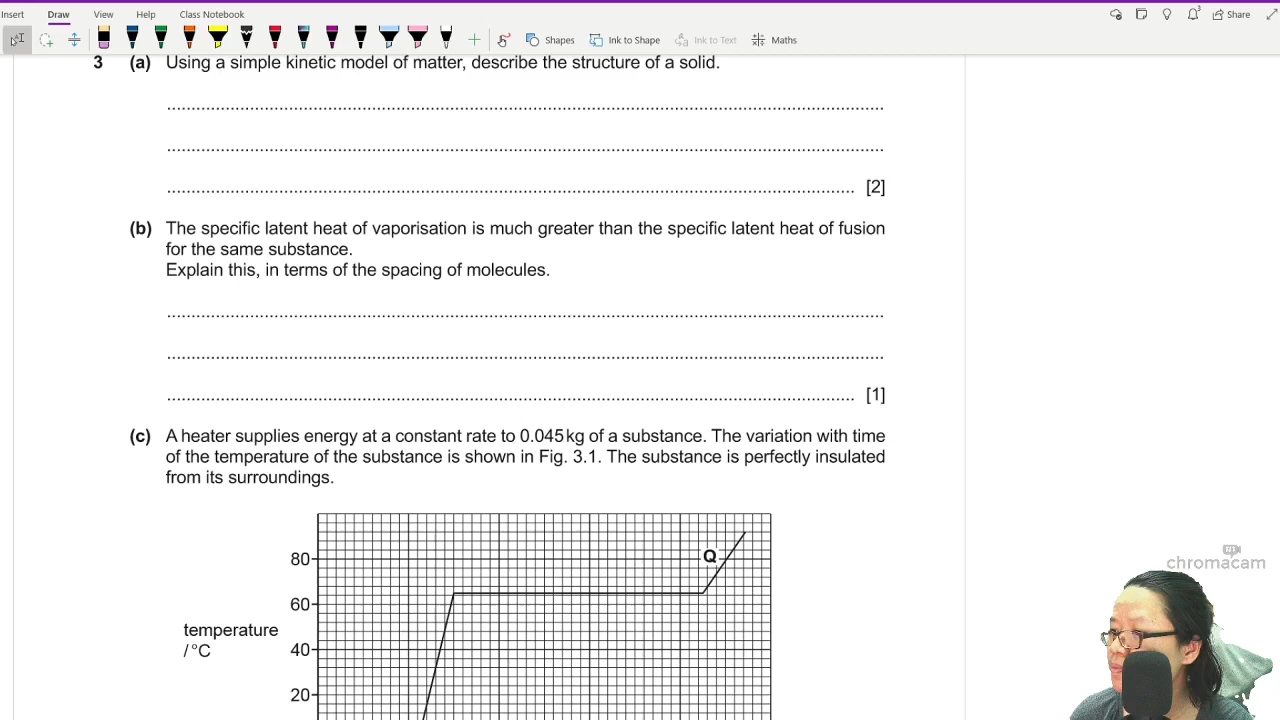 Insert Draw View Help Class Notebook
Share
Shapes Ink to Shape Ink to Text Maths
3 (a) Using a simple kinetic model of matter, describe the structure of a solid.
..........................................................................................
..........................................................................................
.......................................................................................... [2]
(b) The specific latent heat of vaporisation is much greater than the specific latent heat of fusion
for the same substance.
Explain this, in terms of the spacing of molecules.
..........................................................................................
..........................................................................................
.......................................................................................... [1]
(c) A heater supplies energy at a constant rate to 0.045 kg of a substance. The variation with time
of the temperature of the substance is shown in Fig. 3.1. The substance is perfectly insulated
from its surroundings.
80
Q
60
temperature
/ °C
40
20
chromacam